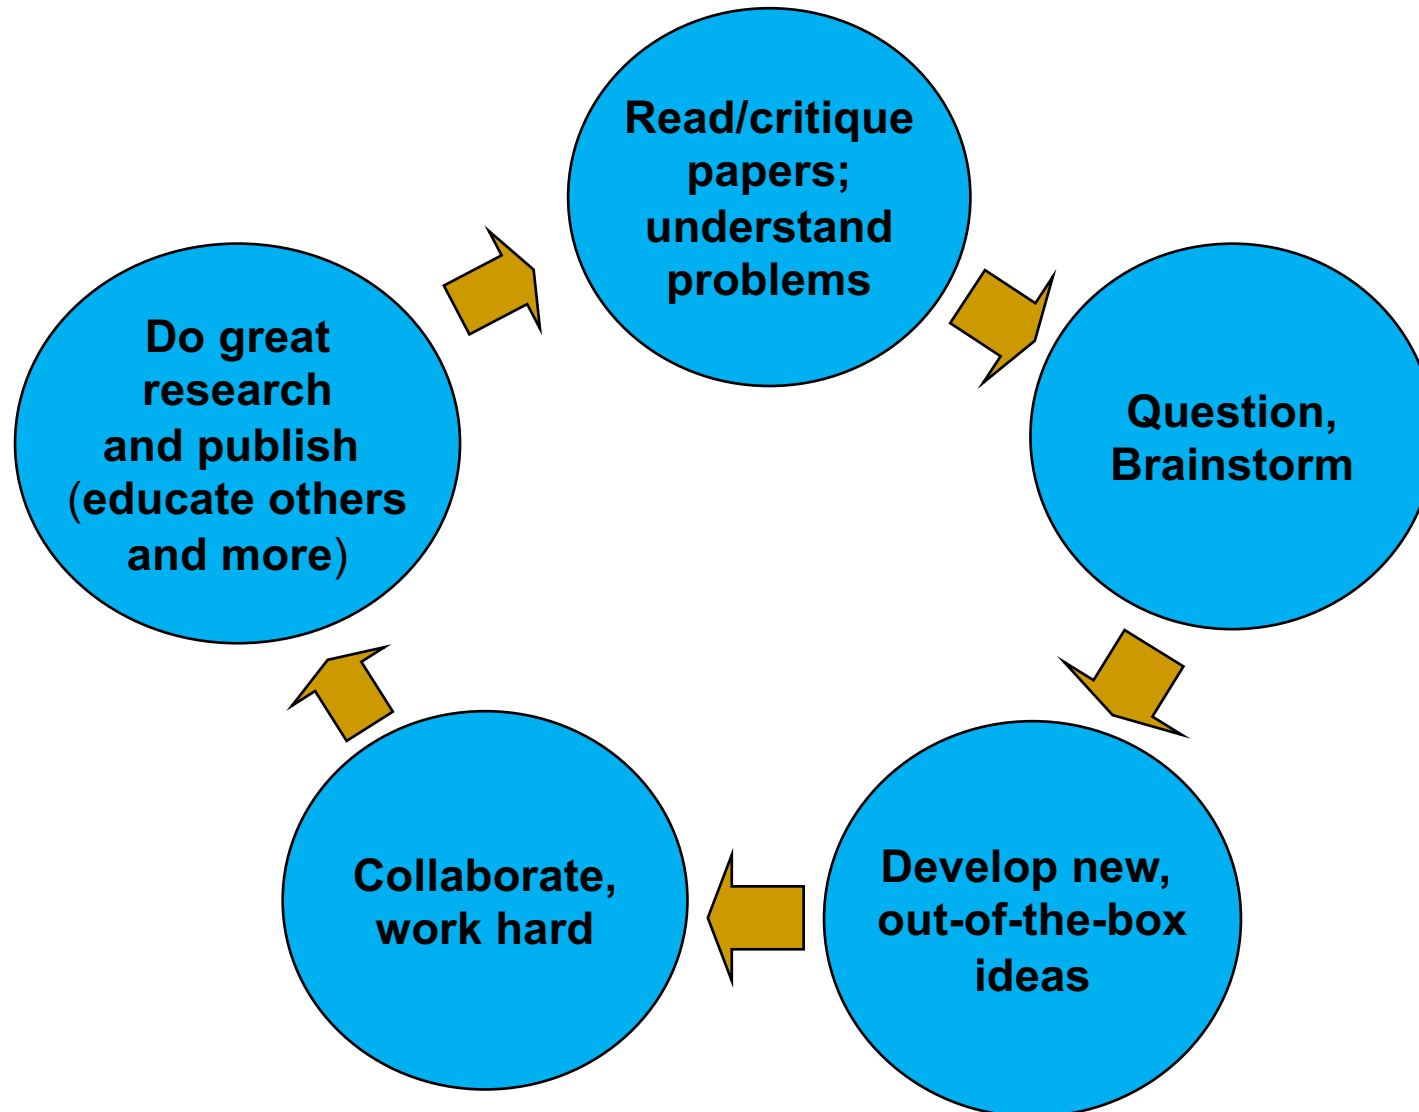 Read/critique
papers;
understand
problems
Question,
Brainstorm
Develop new,
out-of-the-box
ideas
Collaborate,
work hard
Do great
research
and publish
(educate others
and more)